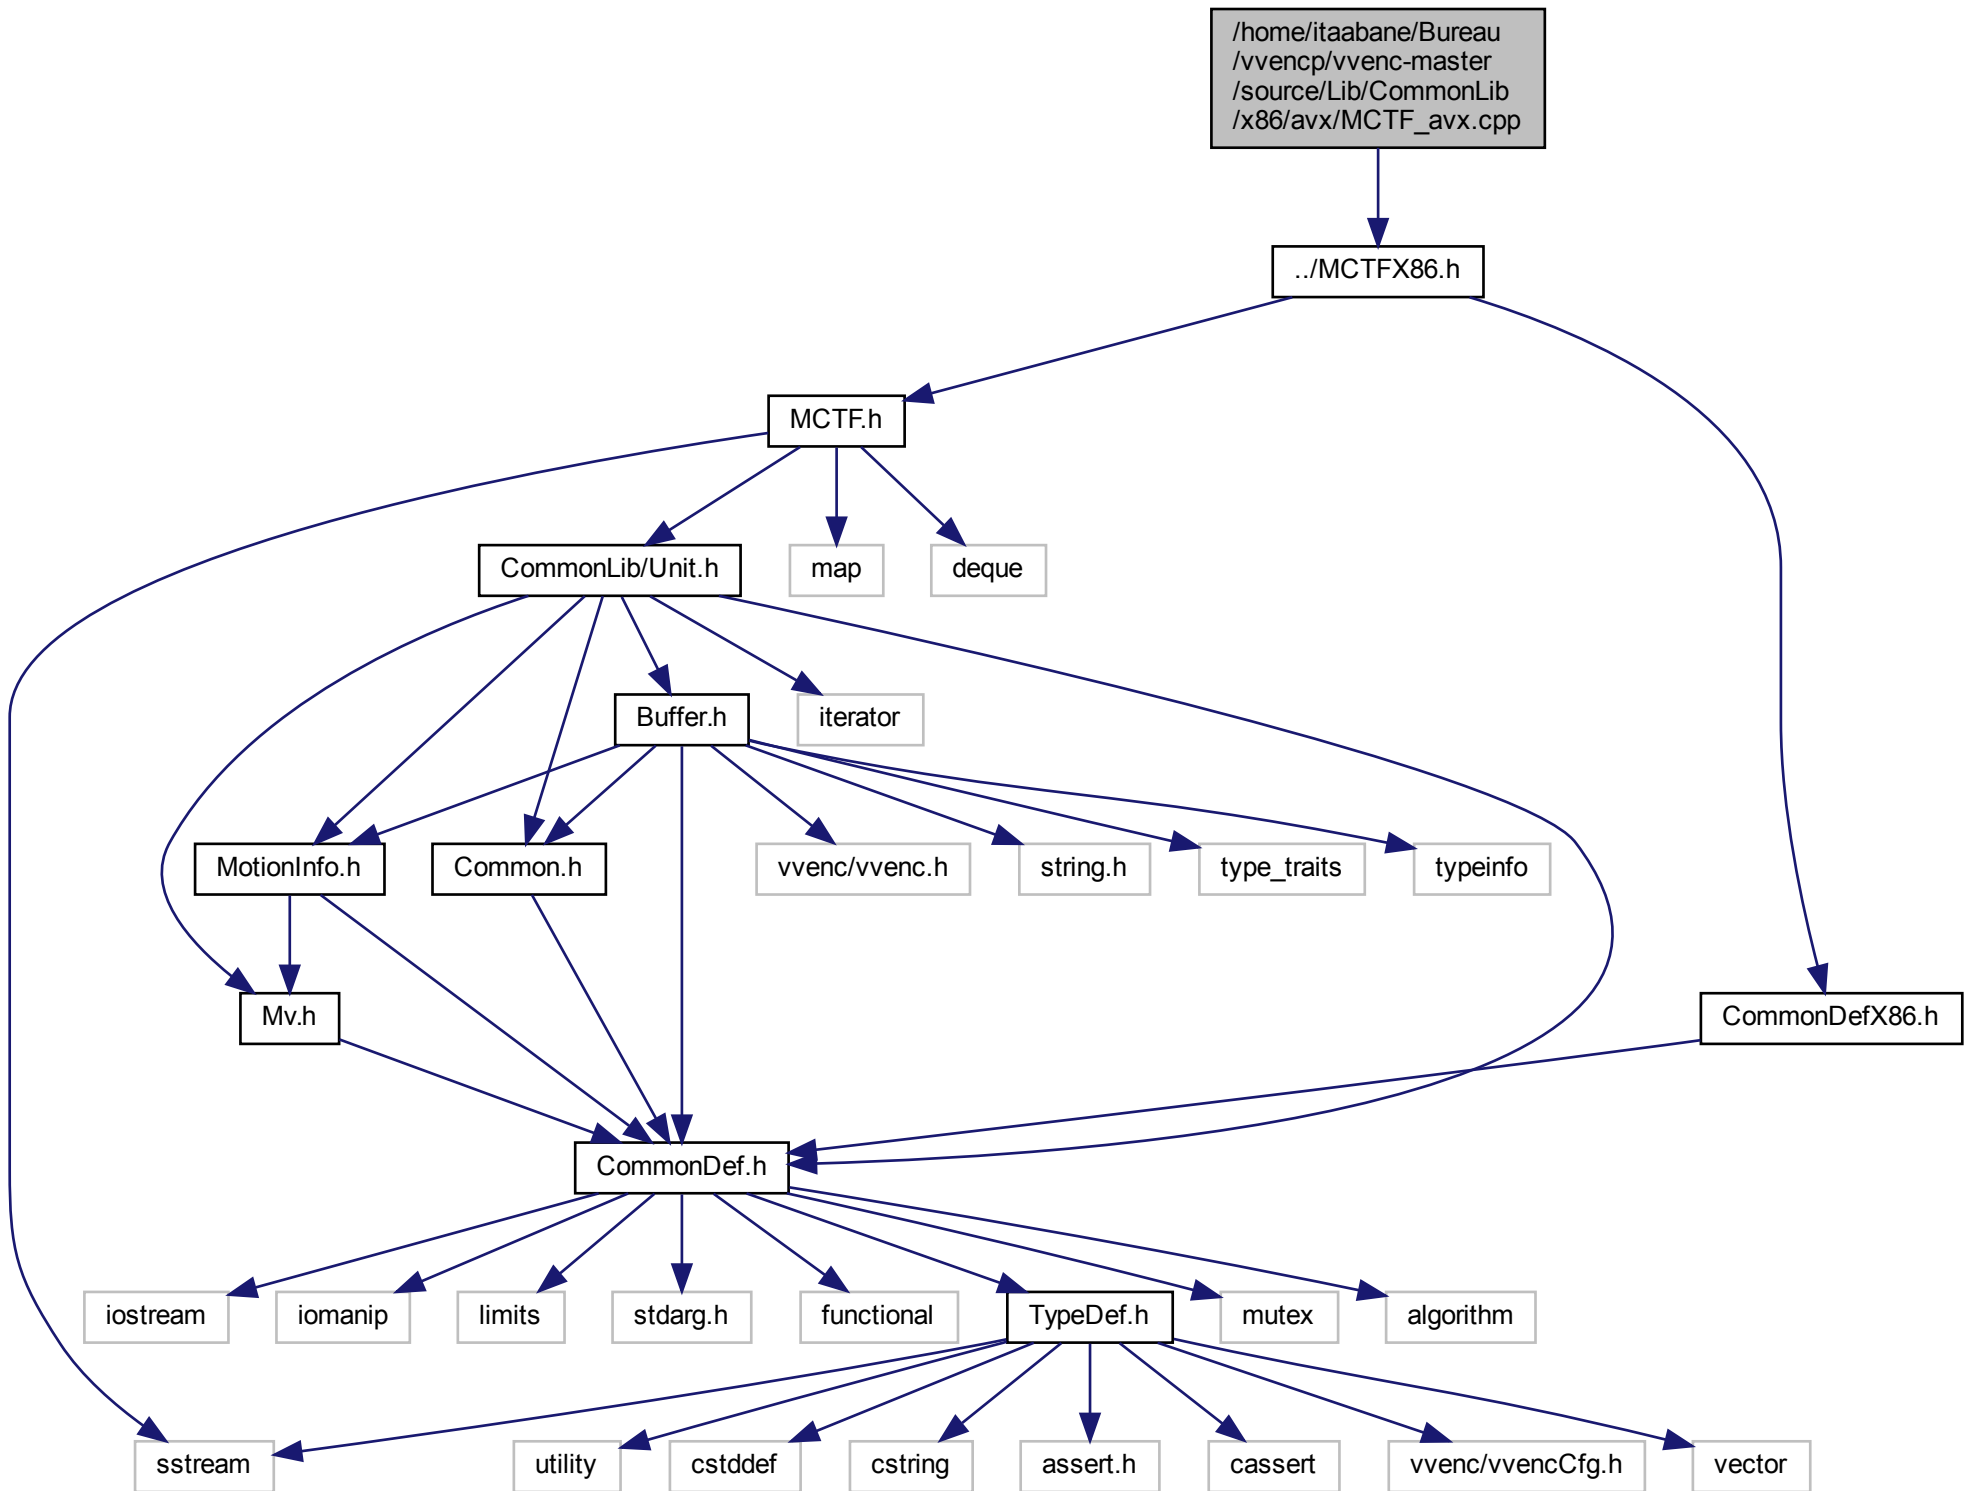 /home/itaabane/Bureau
/vvencp/vvenc-master
/source/Lib/CommonLib
/x86/avx/MCTF_avx.cpp
../MCTFX86.h
MCTF.h
CommonLib/Unit.h
map
deque
Buffer.h
iterator
MotionInfo.h
Common.h
vvenc/vvenc.h
string.h
type_traits
typeinfo
Mv.h
CommonDefX86.h
CommonDef.h
iostream
iomanip
limits
stdarg.h
functional
TypeDef.h
mutex
algorithm
sstream
utility
cstddef
cstring
assert.h
cassert
vvenc/vvencCfg.h
vector